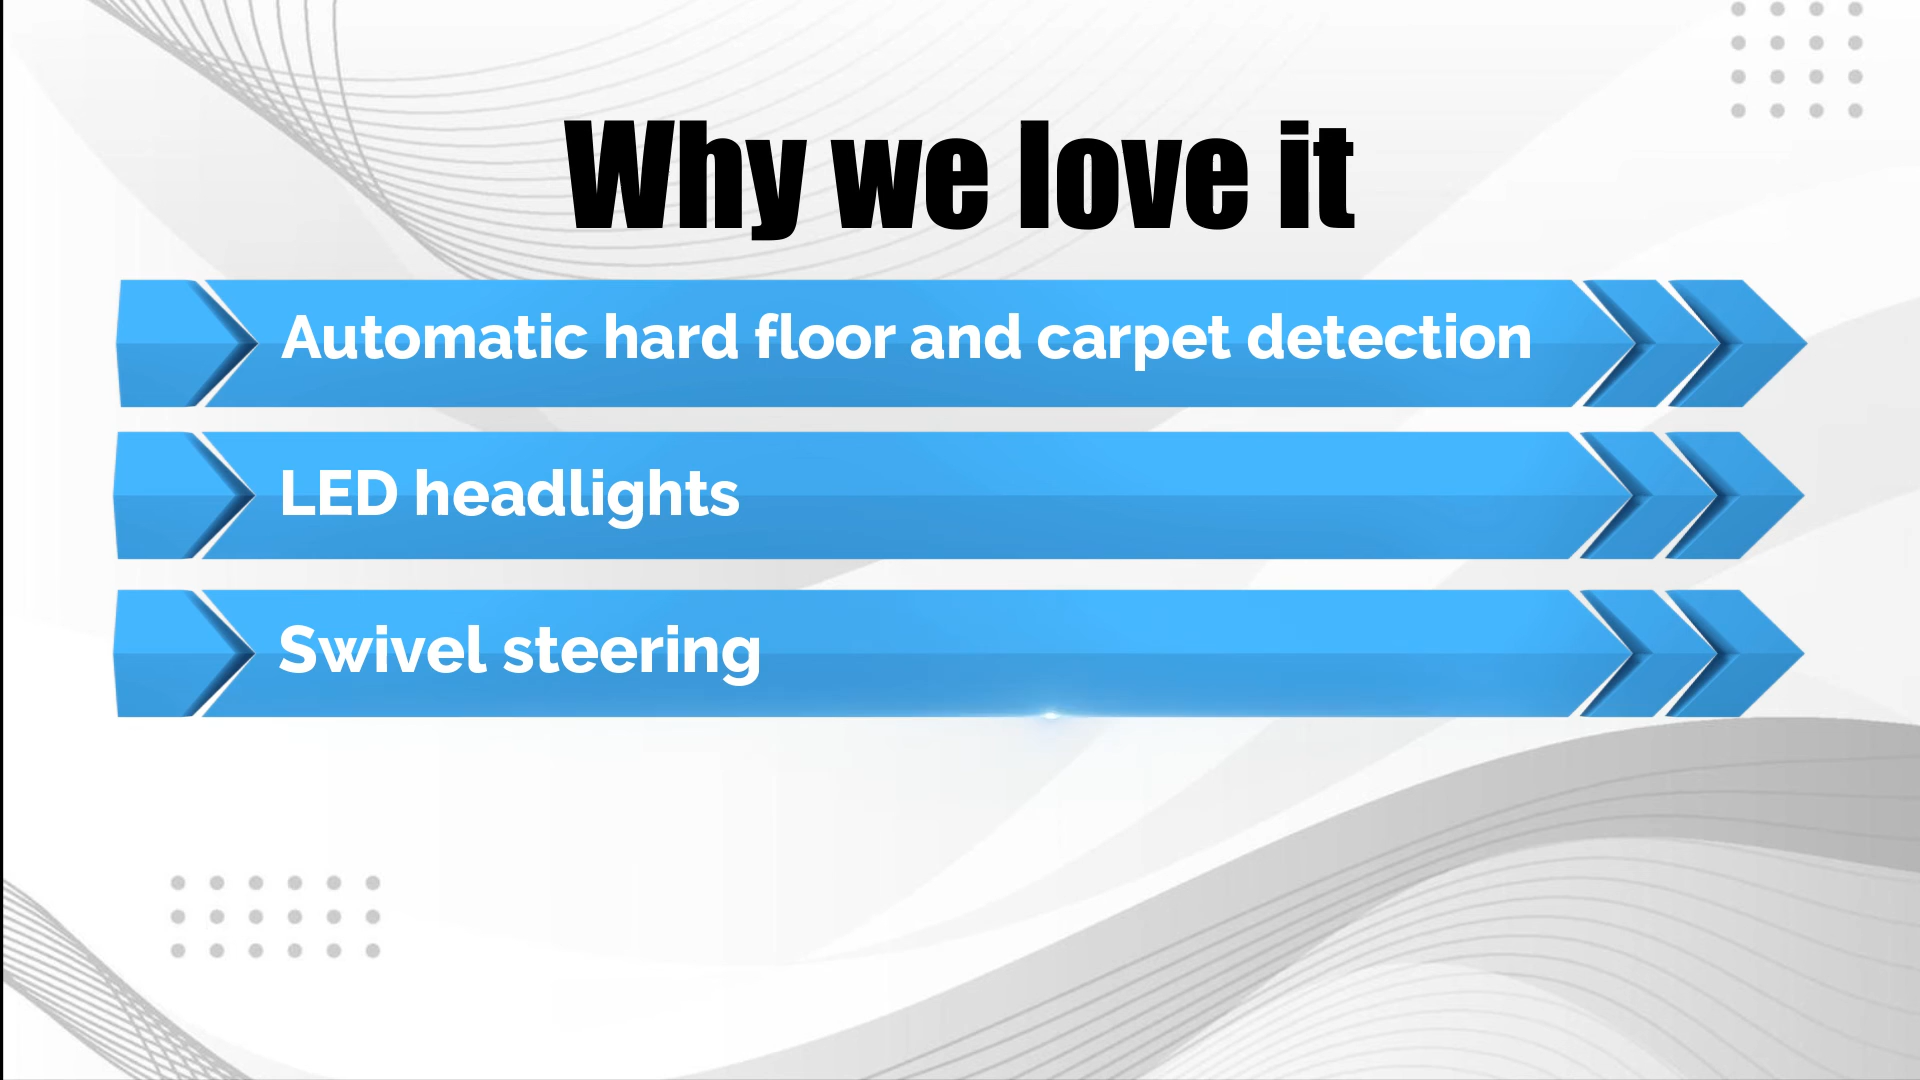 Why we love it
Automatic hard floor and carpet detection
LED headlights
Swivel steering